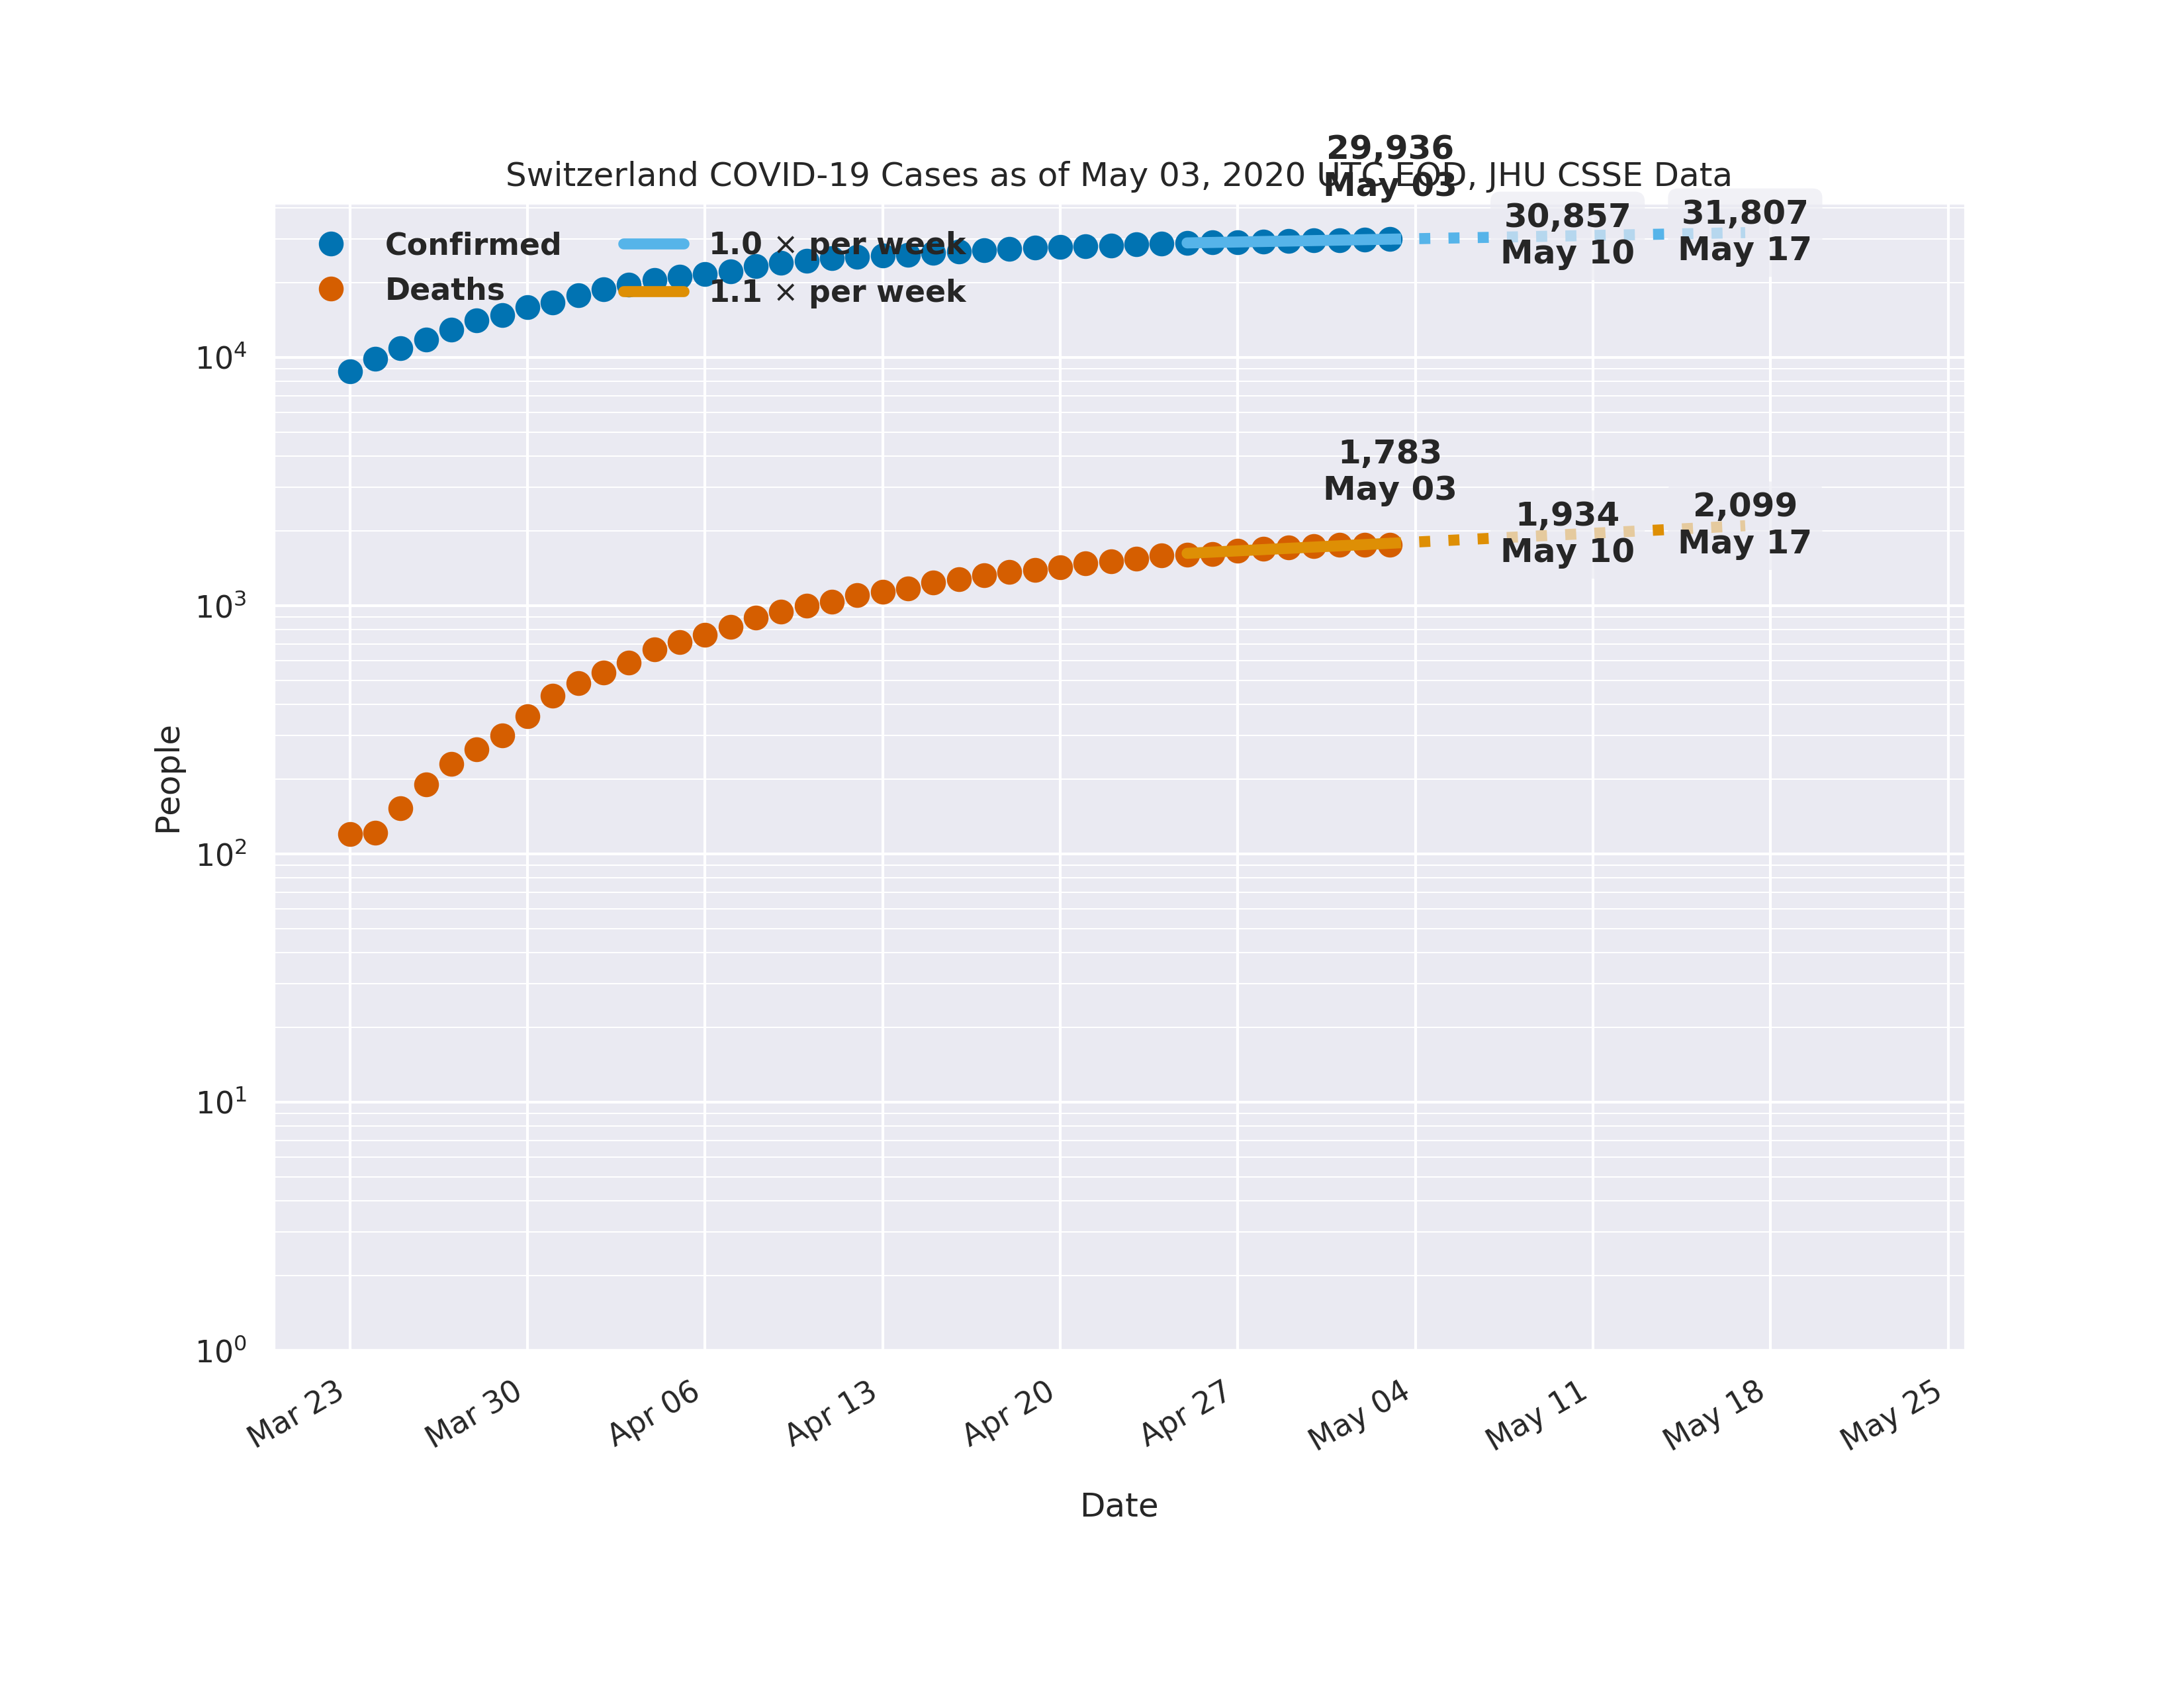 29,936
May 03
Switzerland COVID-19 Cases as of May 03, 2020 UTC EOD, JHU CSSE Data
30,857
May 10
31,807
May 17
Confirmed
Deaths
1.0 × per week
1.1 × per week
1,783
May 03
1,934
May 10
2,099
May 17
People
10⁴
10³
10²
10¹
10⁰
Mar 23
Mar 30
Apr 06
Apr 13
Apr 20
Apr 27
May 04
May 11
May 18
May 25
Date